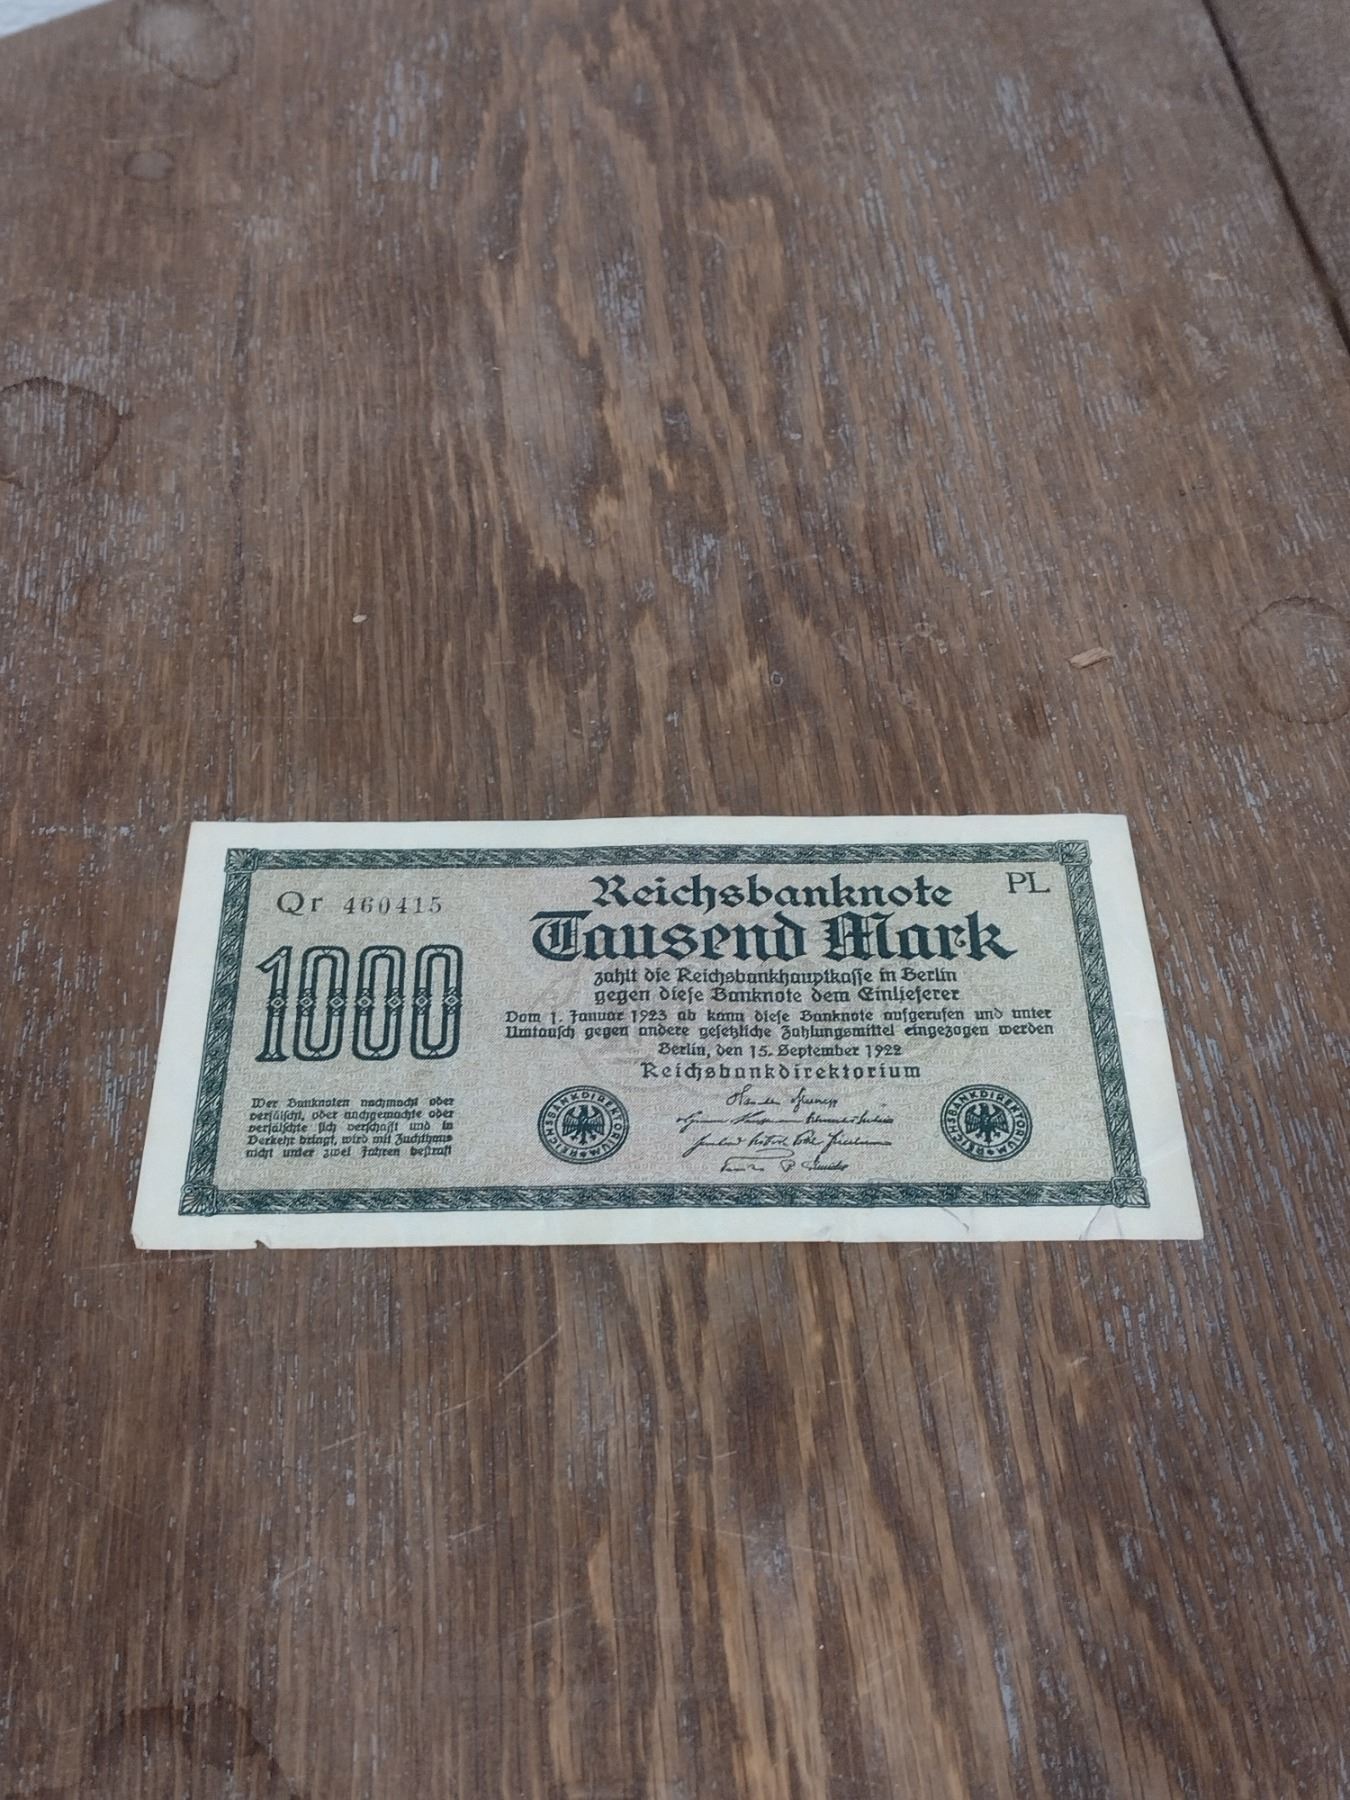 Qr 460415
Reichsbanknote
PL
Tausend Mark
1000
zahlt die Reichsbankhauptkasse in Berlin
gegen diese Banknote dem Einlieferer
Vom 1. Januar 1923 ab kann diese Banknote aufgerufen und unter
Umtausch gegen andere gesetzliche Zahlungsmittel eingezogen werden
Berlin, den 15. September 1922
Reichsbankdirektorium
Wer Banknoten nachmacht oder
verfälscht, oder nachgemachte oder
verfälschte sich verschafft und in
Verkehr bringt, wird mit Zuchthaus
nicht unter zwei Jahren bestraft
REICHSBANKDIREKTORIUM
REICHSBANKDIREKTORIUM